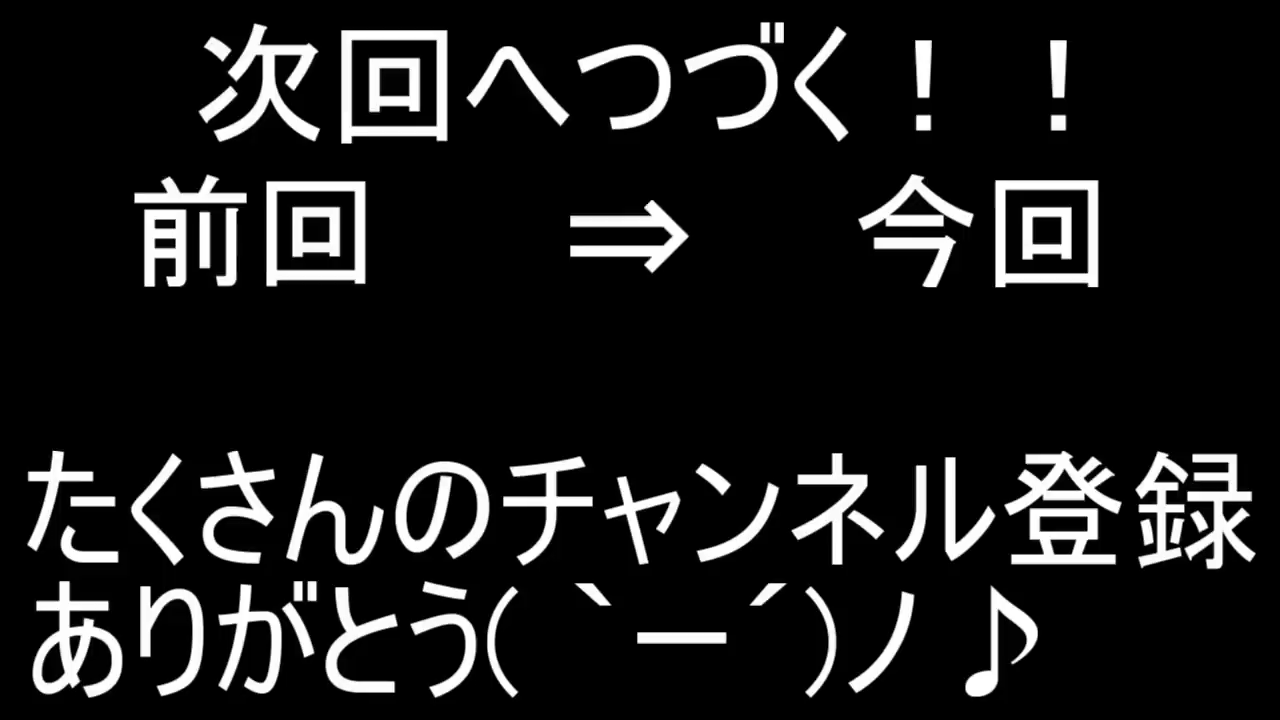 次回へつづく！！
前回　　⇒　　今回
たくさんのチャンネル登録
ありがとう(｀ー´)ノ♪